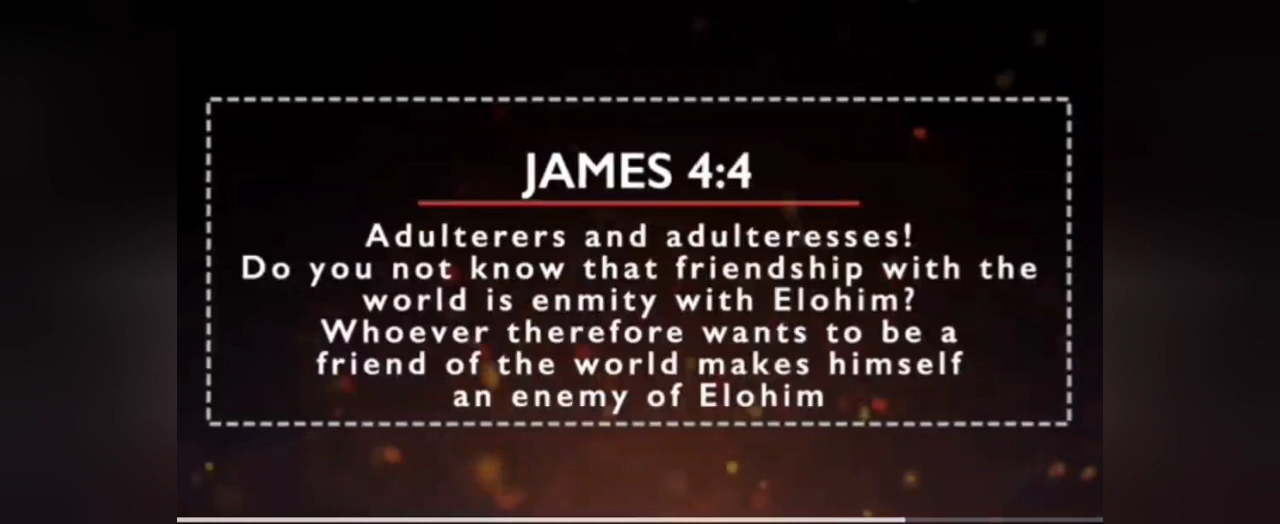 JAMES 4:4
Adulterers and adulteresses!
Do you not know that friendship with the
world is enmity with Elohim?
Whoever therefore wants to be a
friend of the world makes himself
an enemy of Elohim